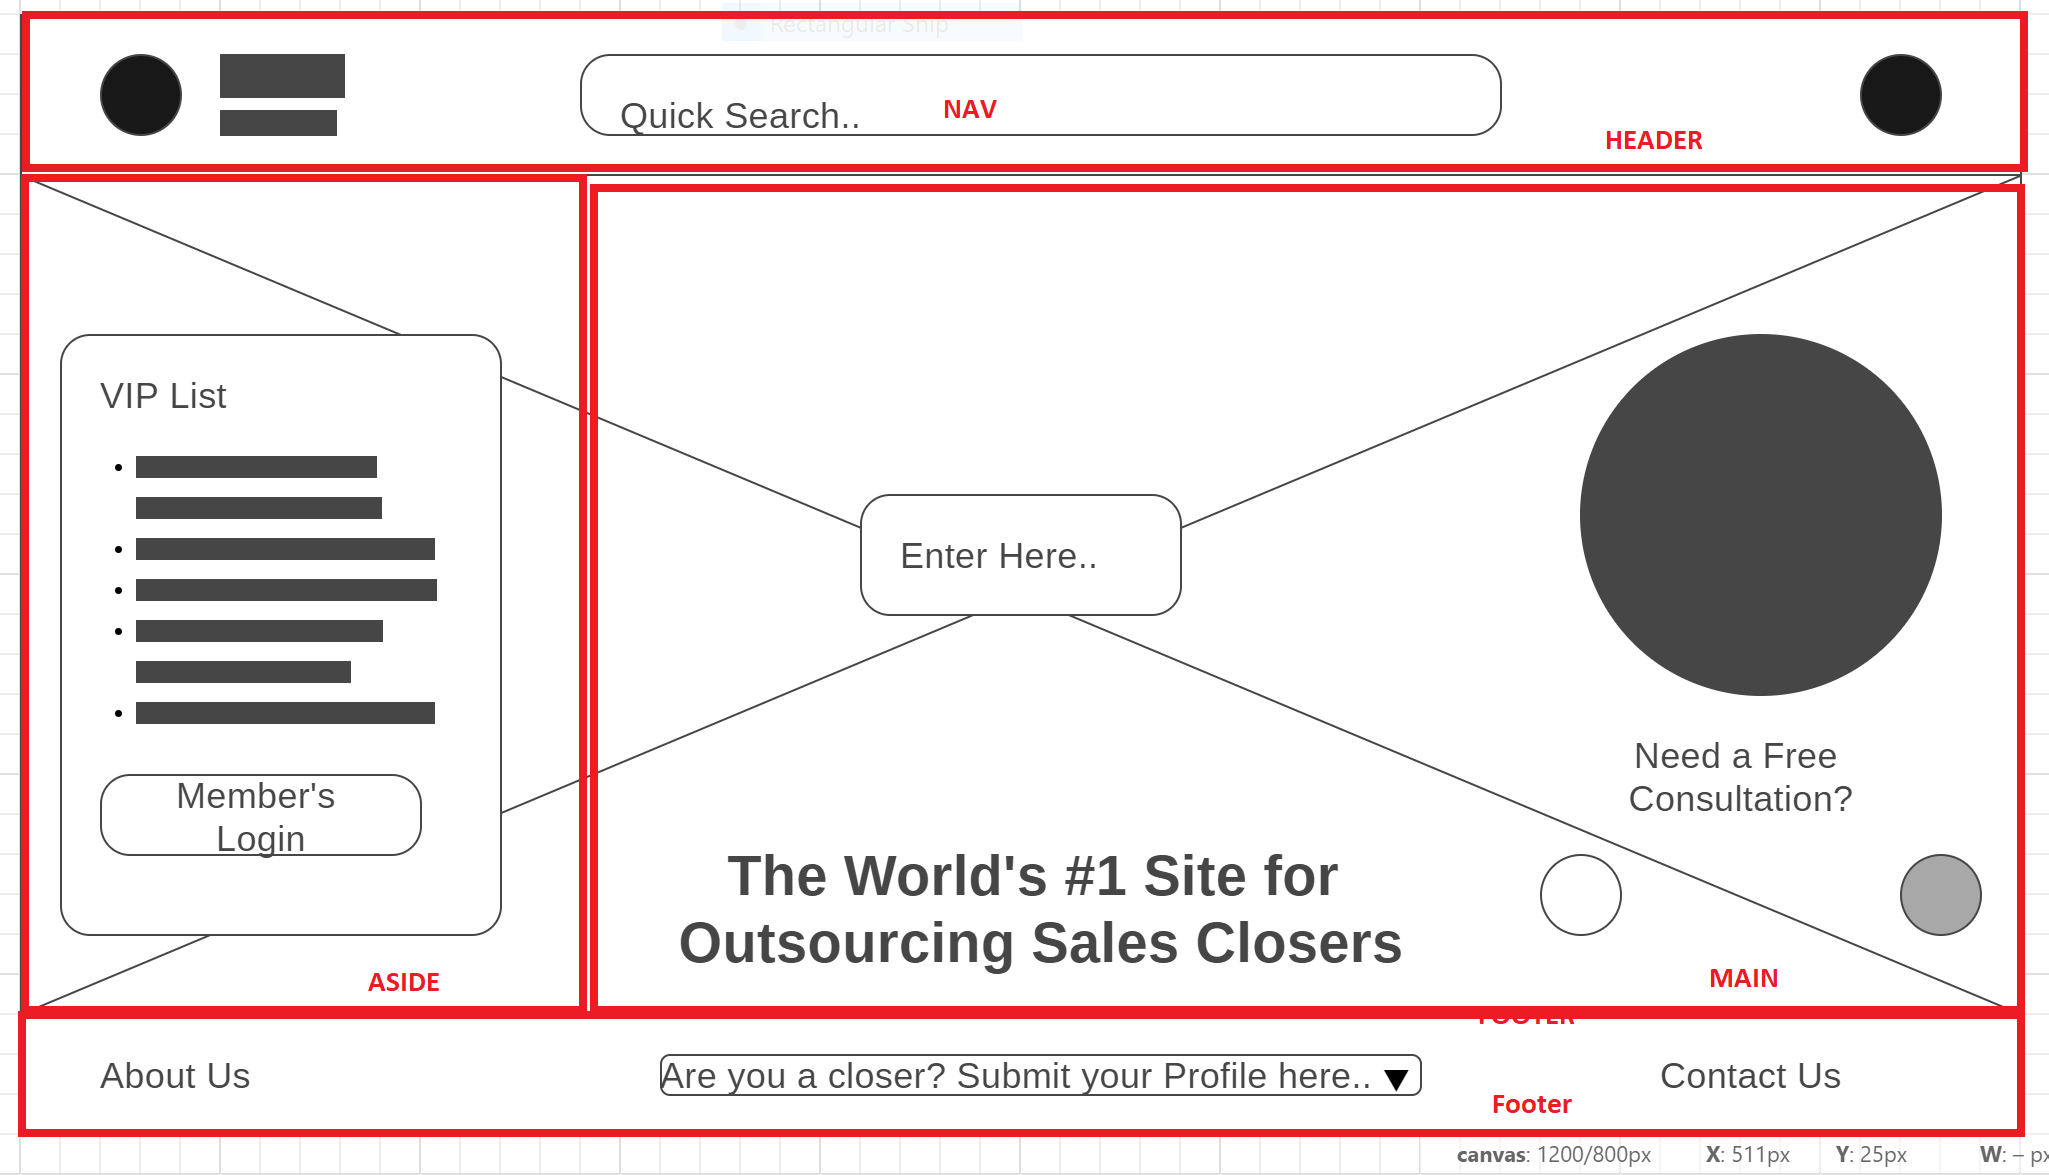 Rectangular Snip
Quick Search..
NAV
HEADER
VIP List
Enter Here..
Member's
Login
Need a Free
Consultation?
The World's #1 Site for
Outsourcing Sales Closers
ASIDE
MAIN
FOOTER
About Us
Are you a closer? Submit your Profile here..
Contact Us
Footer
canvas: 1200/800px X: 511px Y: 25px W: – px